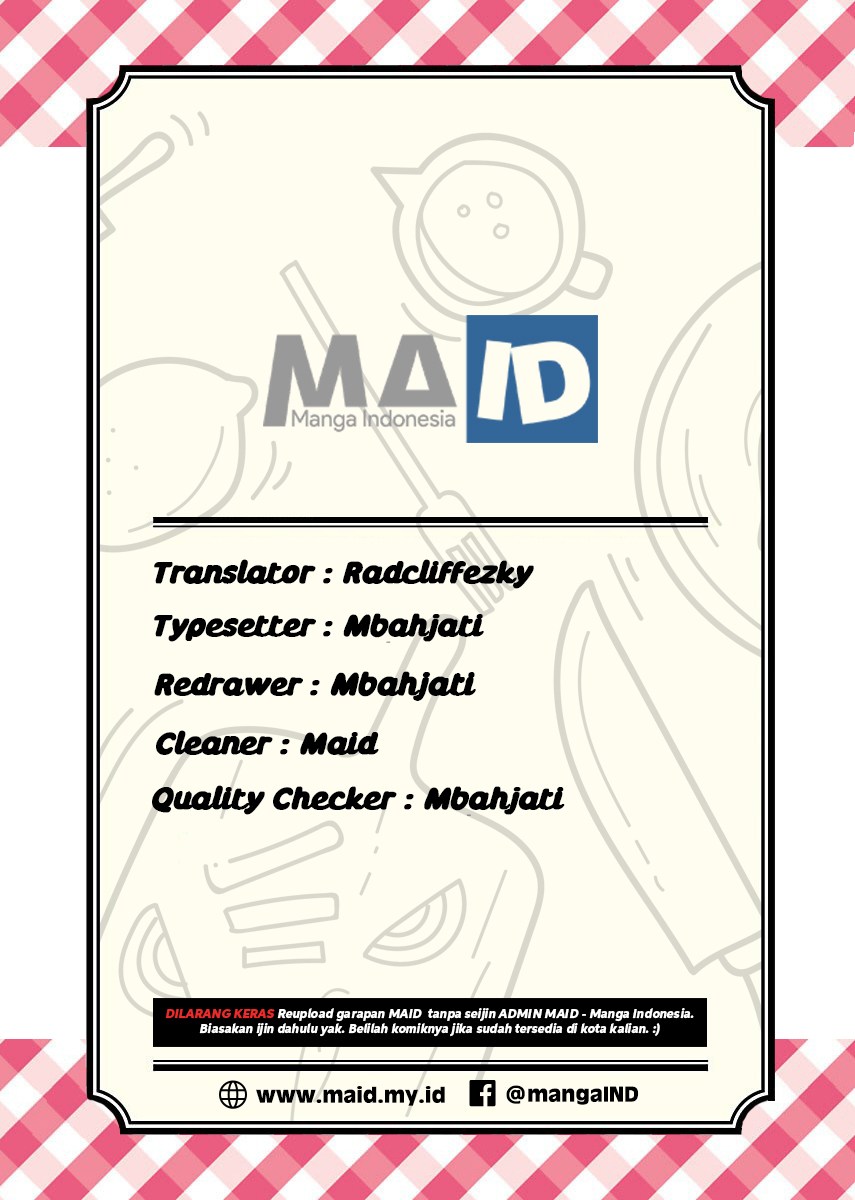 MA ID
Manga Indonesia
Translator : Radcliffezky
Typesetter : Mbahjati
Redrawer : Mbahjati
Cleaner : Maid
Quality Checker : Mbahjati
DILARANG KERAS Reupload garapan MAID tanpa seijin ADMIN MAID - Manga Indonesia.
Biasakan ijin dahulu yak. Belilah komiknya jika sudah tersedia di kota kalian. :)
www.maid.my.id @mangaIND